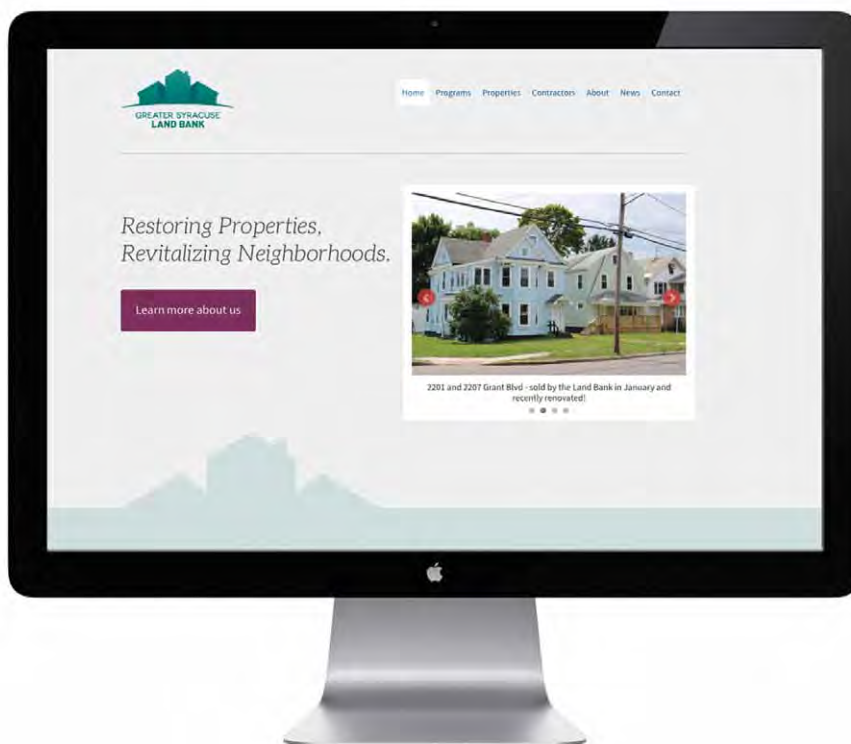 GREATER SYRACUSE
LAND BANK
Home Programs Properties Contractors About News Contact
Restoring Properties,
Revitalizing Neighborhoods.
Learn more about us
2201 and 2207 Grant Blvd - sold by the Land Bank in January and
recently renovated!